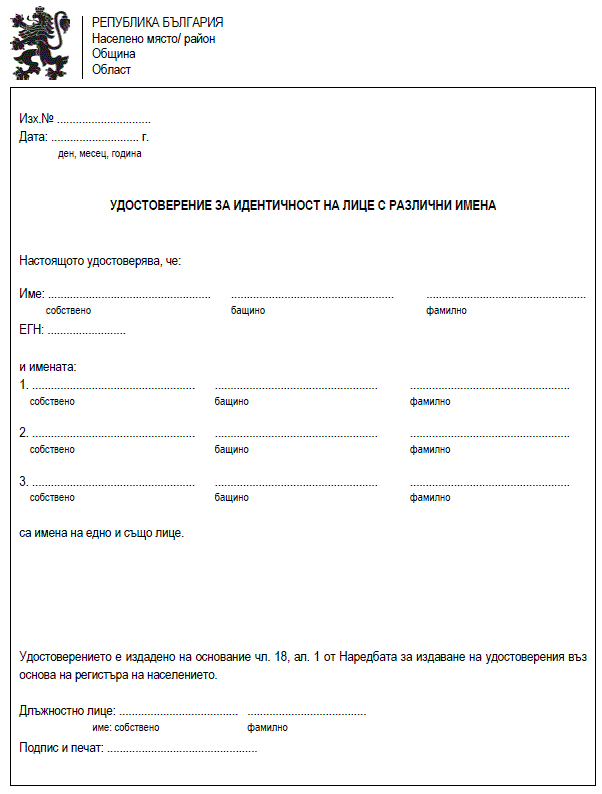 РЕПУБЛИКА БЪЛГАРИЯ
Населено място/ район
Община
Област
Изх.№ ..............................
Дата: ............................ г.
ден, месец, година
УДОСТОВЕРЕНИЕ ЗА ИДЕНТИЧНОСТ НА ЛИЦЕ С РАЗЛИЧНИ ИМЕНА
Настоящото удостоверява, че:
Име: .................................................... .................................................... ...................................................
собствено бащино фамилно
ЕГН: .........................
и имената:
1. .................................................... .................................................... ...................................................
собствено бащино фамилно
2. .................................................... .................................................... ...................................................
собствено бащино фамилно
3. .................................................... .................................................... ...................................................
собствено бащино фамилно
са имена на едно и също лице.
Удостоверението е издадено на основание чл. 18, ал. 1 от Наредбата за издаване на удостоверения въз
основа на регистъра на населението.
Длъжностно лице: ...................................... ......................................
име: собствено фамилно
Подпис и печат: ................................................